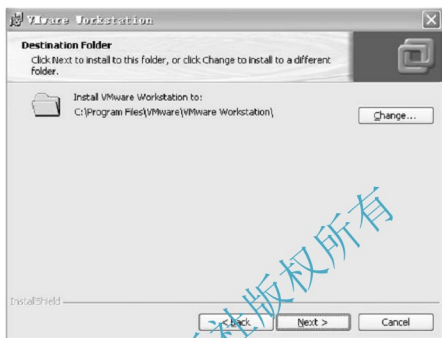 VMware Workstation
Destination Folder
Click Next to install to this folder, or click Change to install to a different
folder.
Install VMware Workstation to:
C:\Program Files\VMware\VMware Workstation\
Change...
InstallShield
< Back
Next >
Cancel
社版权所有